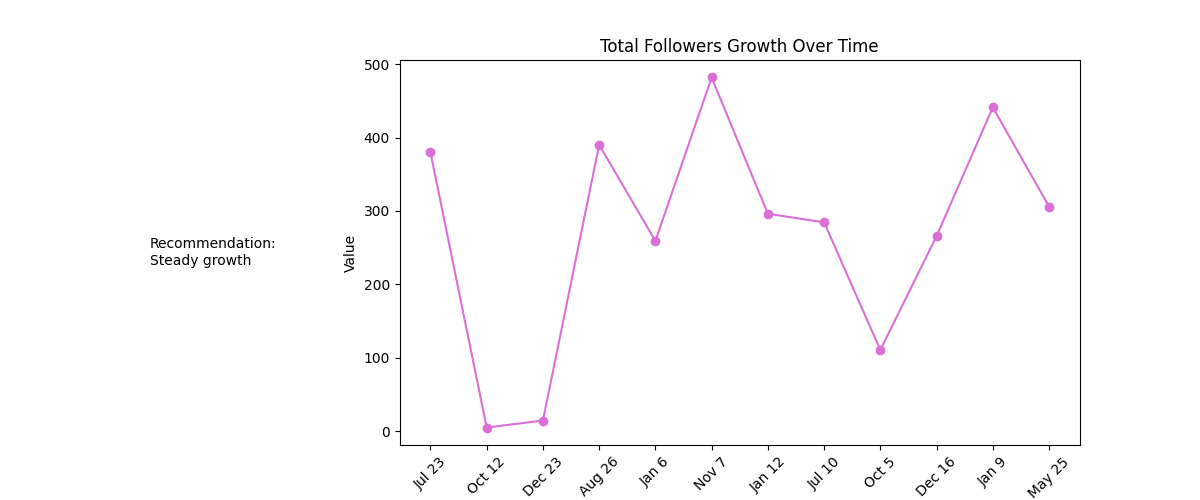 Total Followers Growth Over Time
Recommendation:
Steady growth
Value
500
400
300
200
100
0
Jul 23
Oct 12
Dec 23
Aug 26
Jan 6
Nov 7
Jan 12
Jul 10
Oct 5
Dec 16
Jan 9
May 25